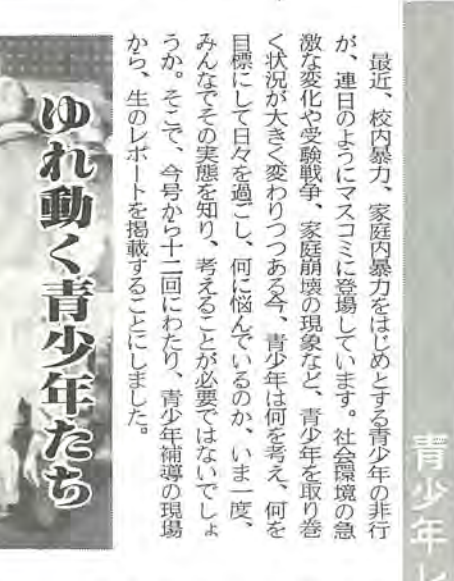 青少年レ
最近、校内暴力、家庭内暴力をはじめとする青少年の非行
が、連日のようにマスコミに登場しています。社会環境の急
激な変化や受験戦争、家庭崩壊の現象など、青少年を取り巻
く状況が大きく変わりつつある今、青少年は何を考え、何を
目標にして日々を過ごし、何に悩んでいるのか、いま一度、
みんなでその実態を知り、考えることが必要ではないでしょ
うか。そこで、今号から十二回にわたり、青少年補導の現場
から、生のレポートを掲載することにしました。
ゆれ動く青少年たち